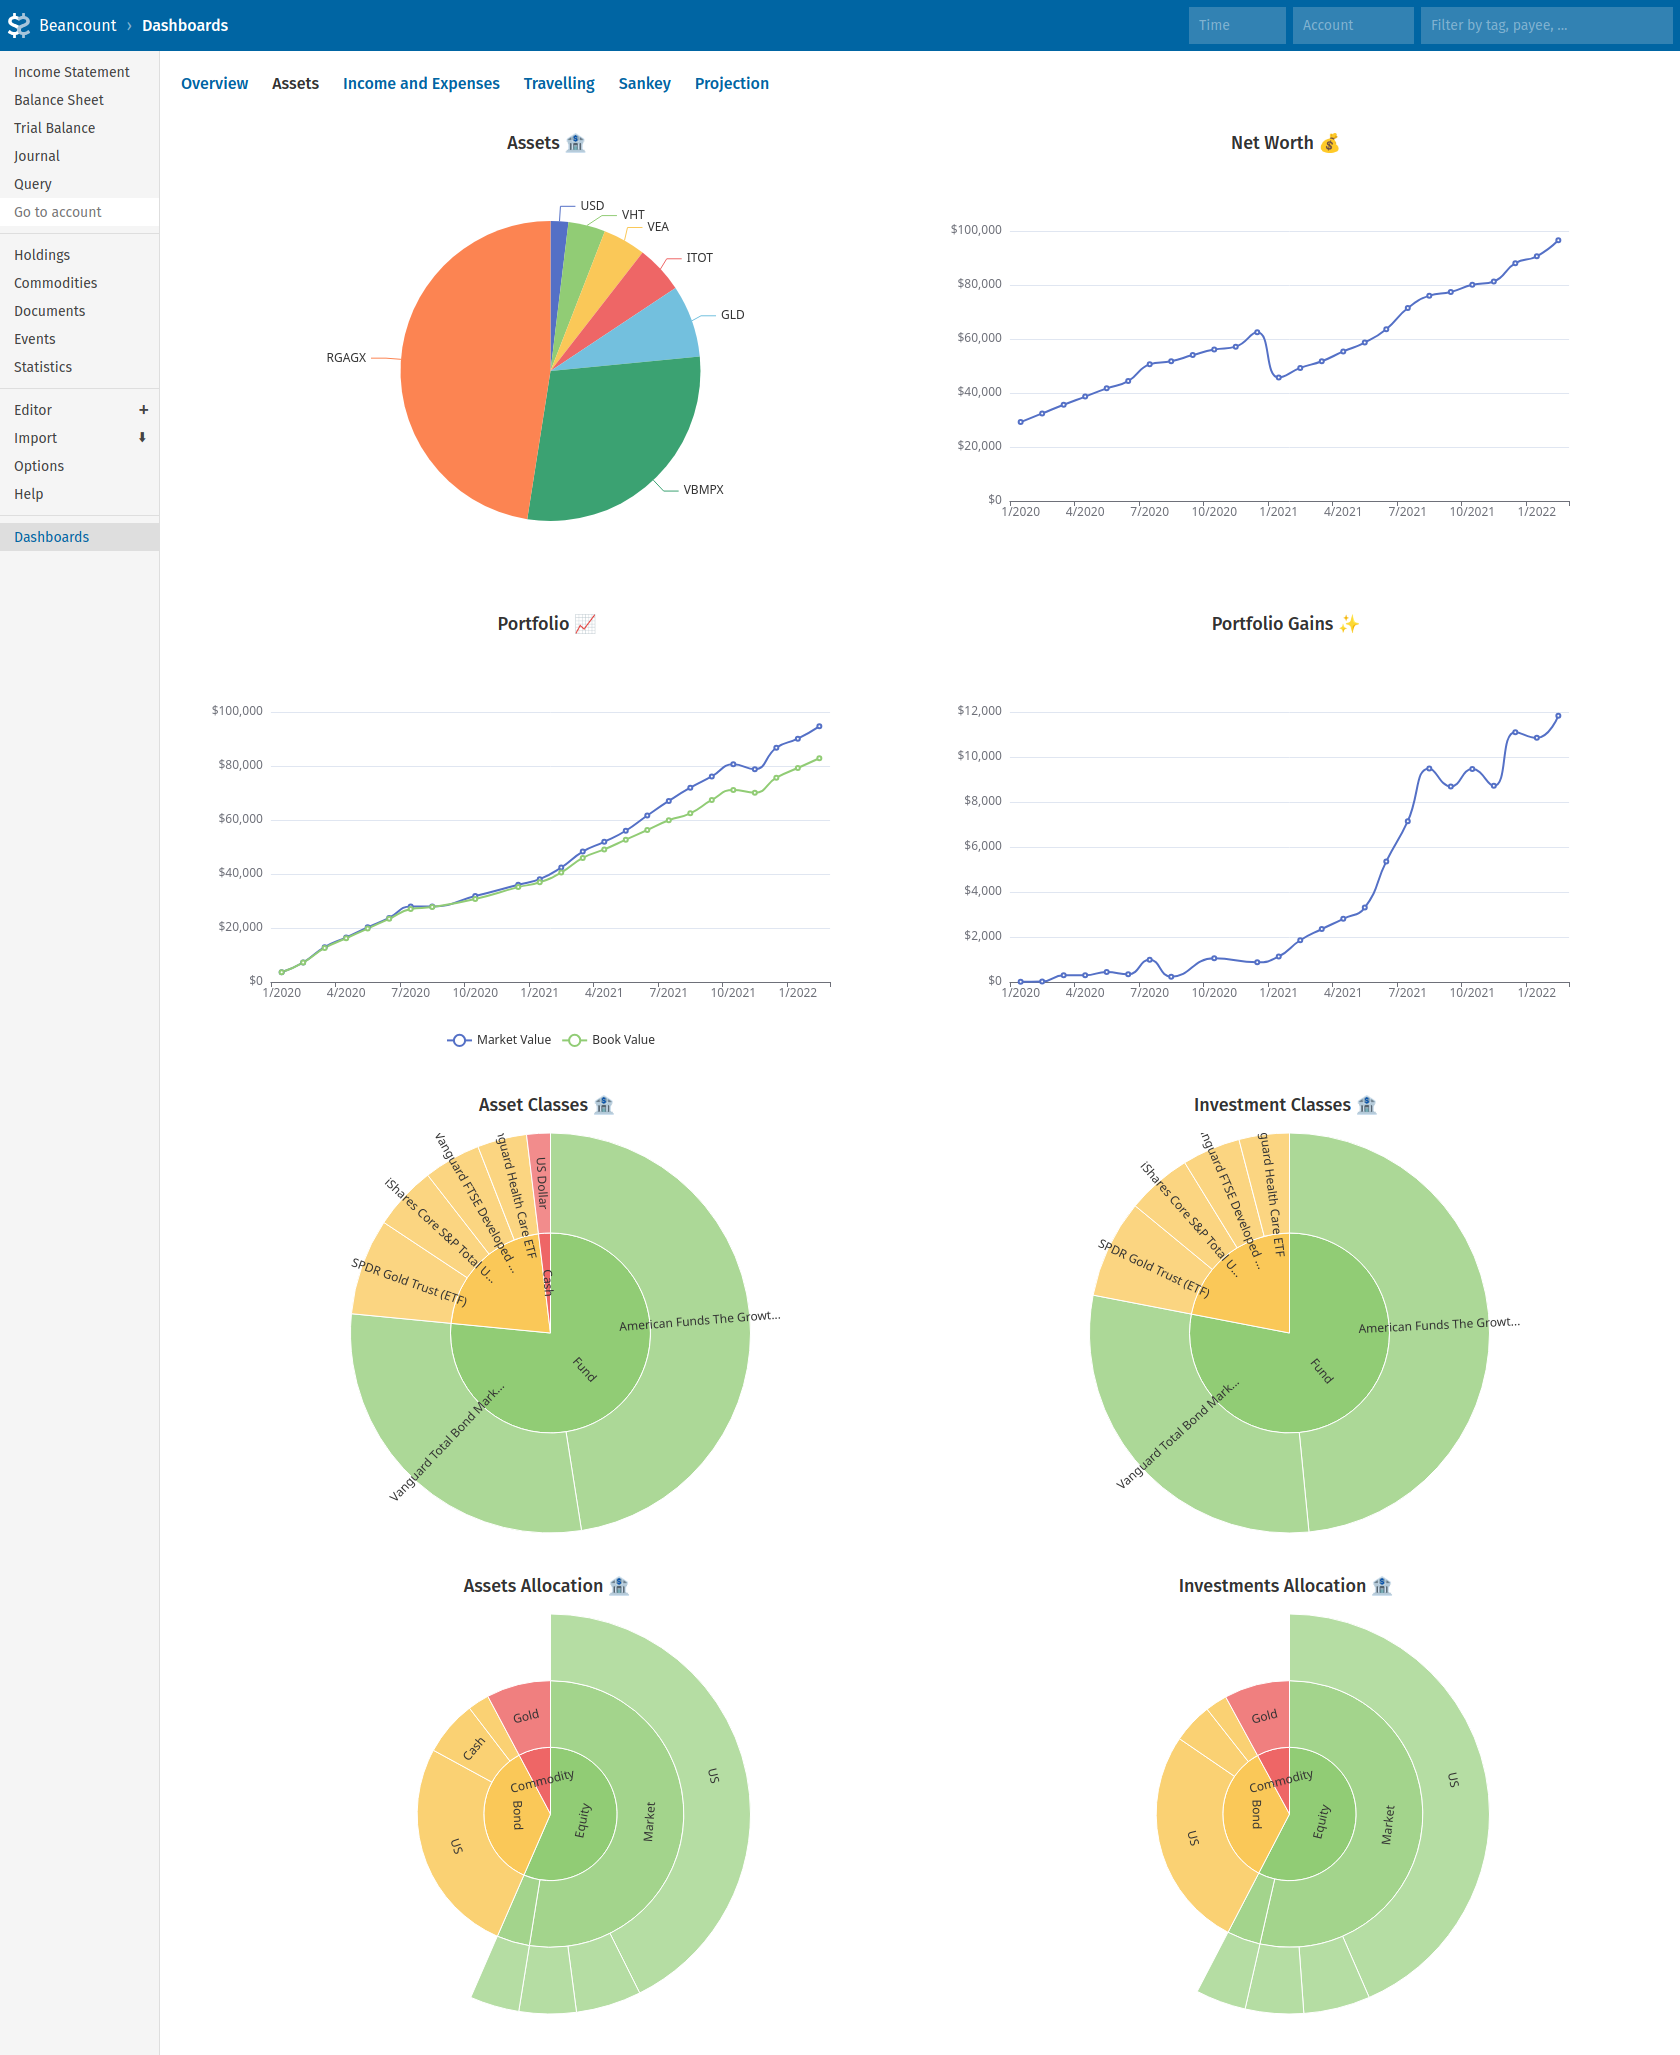 Beancount › Dashboards
Time
Account
Filter by tag, payee, ...
Income Statement
Balance Sheet
Trial Balance
Journal
Query
Go to account
Holdings
Commodities
Documents
Events
Statistics
Editor +
Import
Options
Help
Dashboards
Overview Assets Income and Expenses Travelling Sankey Projection
Assets
USD
VHT
VEA
ITOT
GLD
RGAGX
VBMPX
Net Worth
$100,000
$80,000
$60,000
$40,000
$20,000
$0
1/2020 4/2020 7/2020 10/2020 1/2021 4/2021 7/2021 10/2021 1/2022
Portfolio
$100,000
$80,000
$60,000
$40,000
$20,000
$0
1/2020 4/2020 7/2020 10/2020 1/2021 4/2021 7/2021 10/2021 1/2022
Market Value Book Value
Portfolio Gains
$12,000
$10,000
$8,000
$6,000
$4,000
$2,000
$0
1/2020 4/2020 7/2020 10/2020 1/2021 4/2021 7/2021 10/2021 1/2022
Asset Classes
US Dollar
guard Health Care ETF
Vanguard FTSE Developed ...
iShares Core S&P Total U...
SPDR Gold Trust (ETF)
Cash
American Funds The Growt...
Fund
Vanguard Total Bond Mark...
Investment Classes
guard Health Care ETF
nguard FTSE Developed ...
iShares Core S&P Total U...
SPDR Gold Trust (ETF)
American Funds The Growt...
Fund
Vanguard Total Bond Mark...
Assets Allocation
Gold
Cash
Commodity
Bond
Equity
Market
US
US
Investments Allocation
Gold
Commodity
Bond
Equity
Market
US
US